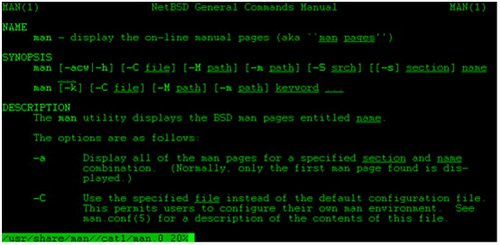 MAN(1) NetBSD General Commands Manual MAN(1)
NAME
man - display the on-line manual pages (aka ``man pages'')
SYNOPSIS
man [-acw|-h] [-C file] [-M path] [-m path] [-S srch] [[-s] section] name
...
man [-k] [-C file] [-M path] [-m path] keyword ...
DESCRIPTION
The man utility displays the BSD man pages entitled name.
The options are as follows:
-a Display all of the man pages for a specified section and name
combination. (Normally, only the first man page found is dis-
played.)
-C Use the specified file instead of the default configuration file.
This permits users to configure their own man environment. See
man.conf(5) for a description of the contents of this file.
/usr/share/man//cat1/man.0 20%